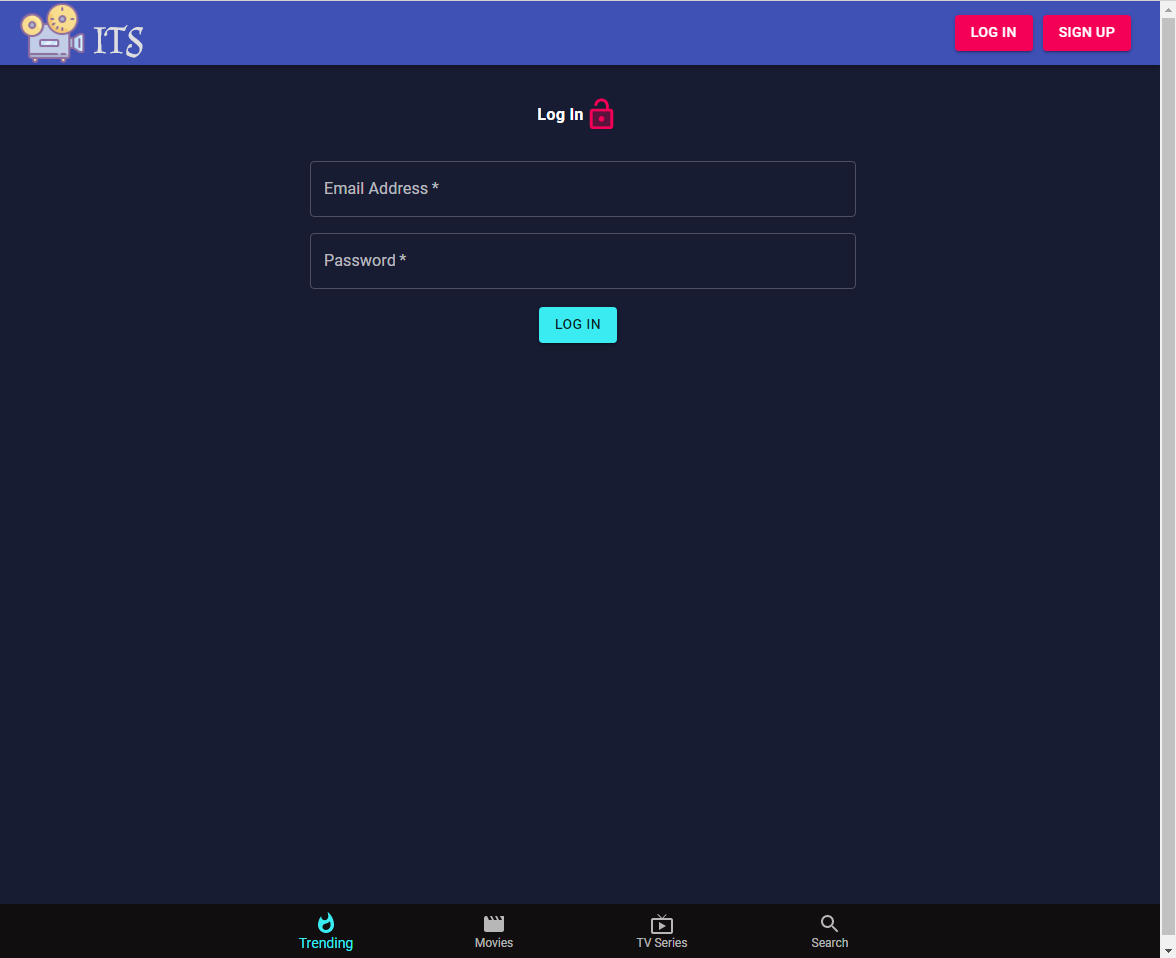 ITS
LOG IN
SIGN UP
Log In
Email Address *
Password *
LOG IN
Trending
Movies
TV Series
Search